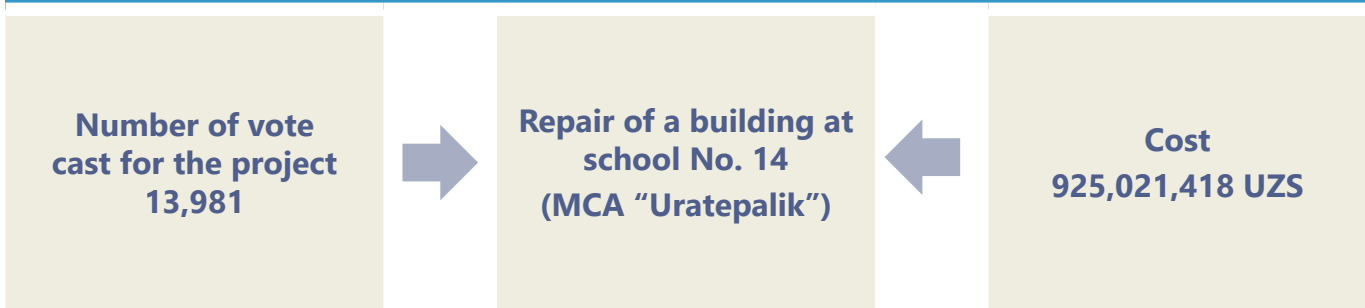 Number of vote
cast for the project
13,981
Repair of a building at
school No. 14
(MCA “Uratepalik”)
Cost
925,021,418 UZS